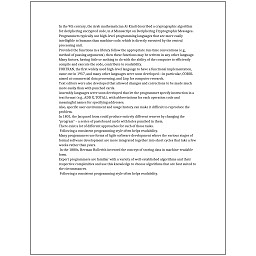 In the 9th century, the Arab mathematician Al-Kindi described a cryptographic algorithm
for deciphering encrypted code, in A Manuscript on Deciphering Cryptographic Messages.
Programmers typically use high-level programming languages that are more easily
intelligible to humans than machine code, which is directly executed by the central
processing unit.
Provided the functions in a library follow the appropriate run-time conventions (e.g.,
method of passing arguments), then these functions may be written in any other language.
Many factors, having little or nothing to do with the ability of the computer to efficiently
compile and execute the code, contribute to readability.
FORTRAN, the first widely used high-level language to have a functional implementation,
came out in 1957, and many other languages were soon developed—in particular, COBOL
aimed at commercial data processing, and Lisp for computer research.
Text editors were also developed that allowed changes and corrections to be made much
more easily than with punched cards.
Assembly languages were soon developed that let the programmer specify instruction in a
text format (e.g., ADD X, TOTAL), with abbreviations for each operation code and
meaningful names for specifying addresses.
Also, specific user environment and usage history can make it difficult to reproduce the
problem.
In 1801, the Jacquard loom could produce entirely different weaves by changing the
"program" – a series of pasteboard cards with holes punched in them.
There exist a lot of different approaches for each of those tasks.
Following a consistent programming style often helps readability.
Many programmers use forms of Agile software development where the various stages of
formal software development are more integrated together into short cycles that take a few
weeks rather than years.
In the 1880s, Herman Hollerith invented the concept of storing data in machine-readable
form.
Expert programmers are familiar with a variety of well-established algorithms and their
respective complexities and use this knowledge to choose algorithms that are best suited to
the circumstances.
Following a consistent programming style often helps readability.